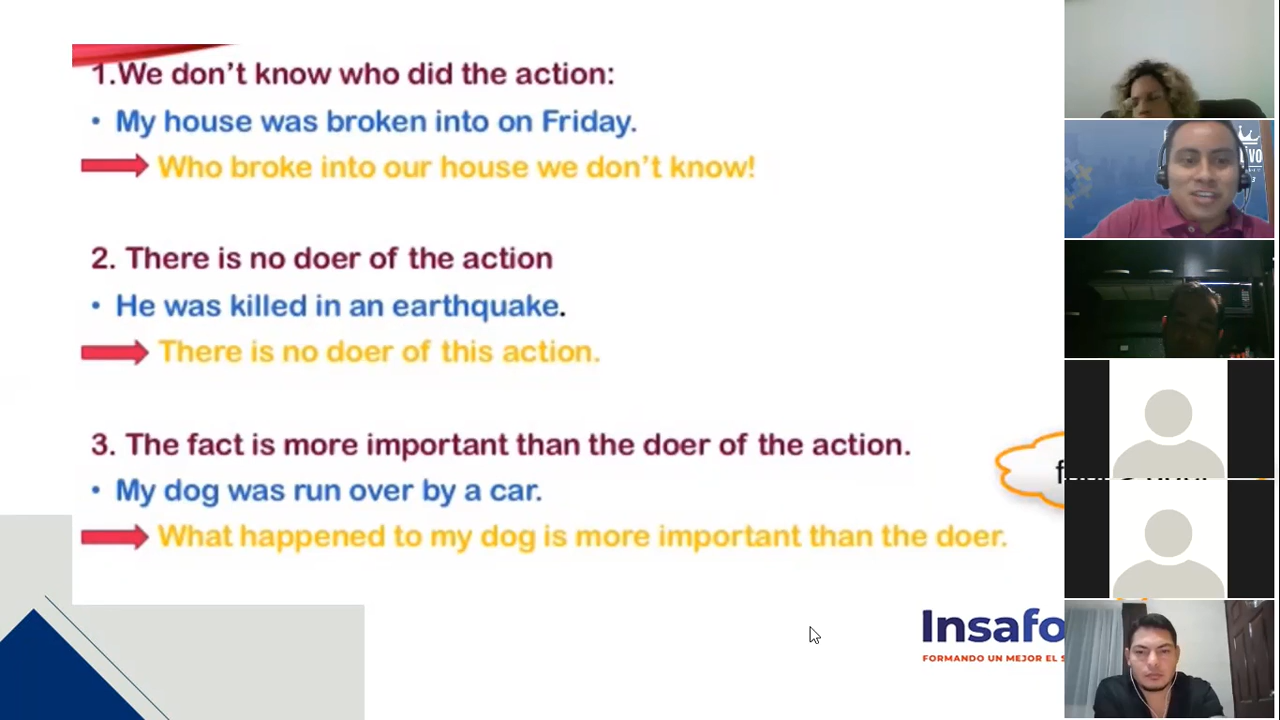 1.We don't know who did the action:
• My house was broken into on Friday.
Who broke into our house we don't know!
2. There is no doer of the action
• He was killed in an earthquake.
There is no doer of this action.
3. The fact is more important than the doer of the action.
• My dog was run over by a car.
What happened to my dog is more important than the doer.
Insafo
FORMANDO UN MEJOR EL S